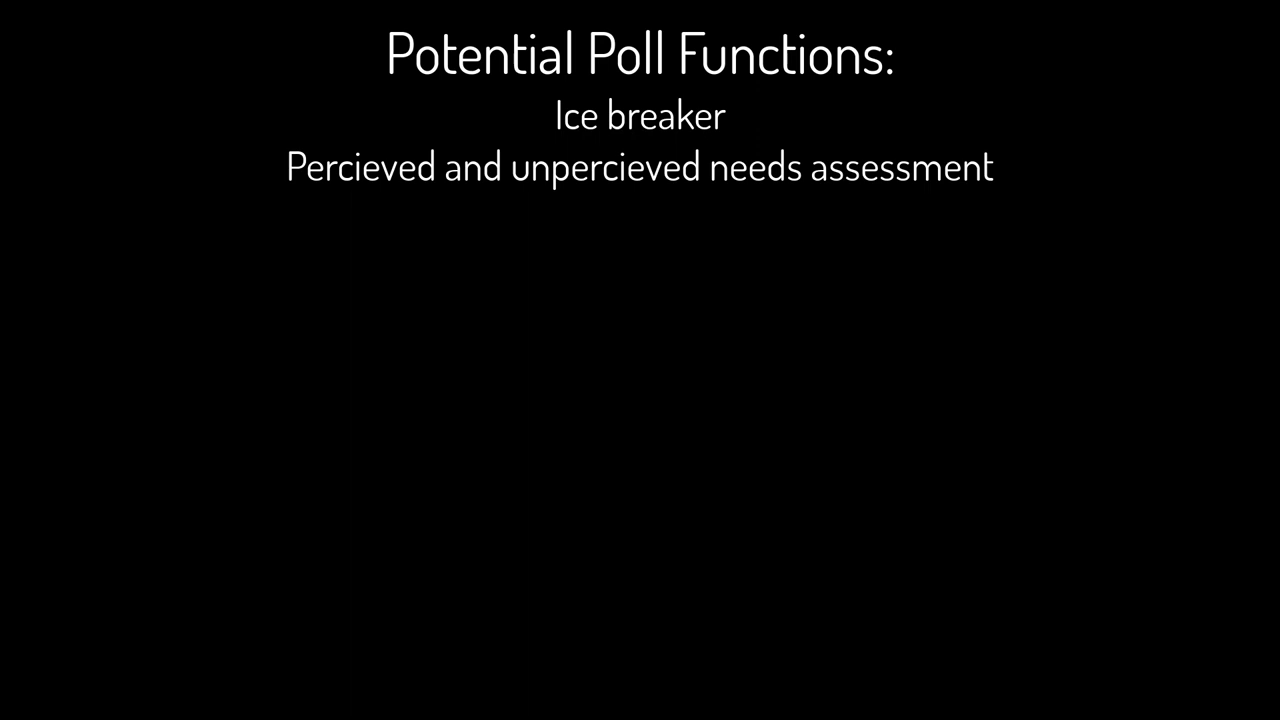 Potential Poll Functions:
Ice breaker
Percieved and unpercieved needs assessment